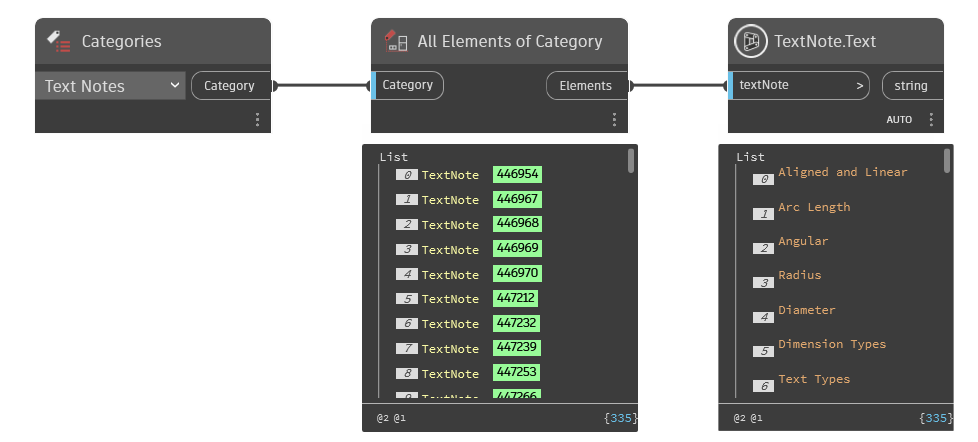 Categories
Text Notes
Category
All Elements of Category
Category
Elements
TextNote.Text
textNote >
string
AUTO
List
0 TextNote 446954
1 TextNote 446967
2 TextNote 446968
3 TextNote 446969
4 TextNote 446970
5 TextNote 447212
6 TextNote 447232
7 TextNote 447239
8 TextNote 447253
9 TextNote 447266
@2 @1 {335}
List
0 Aligned and Linear
1 Arc Length
2 Angular
3 Radius
4 Diameter
5 Dimension Types
6 Text Types
@2 @1 {335}